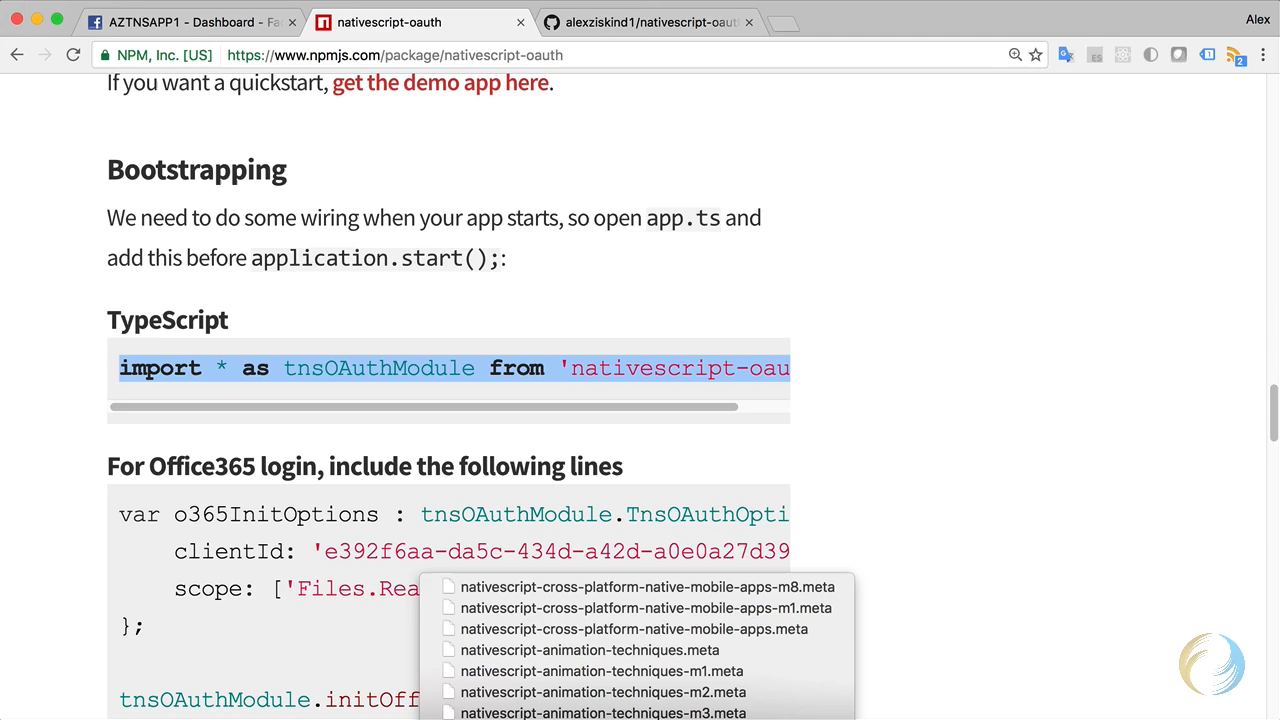 AZTNSAPP1 - Dashboard - Fa
nativescript-oauth
alexziskind1/nativescript-oaut
Alex
NPM, Inc. [US]
https://www.npmjs.com/package/nativescript-oauth
ES
1
2
If you want a quickstart, get the demo app here.
Bootstrapping
We need to do some wiring when your app starts, so open app.ts and
add this before application.start();:
TypeScript
import * as tnsOAuthModule from 'nativescript-oau
For Office365 login, include the following lines
var o365InitOptions : tnsOAuthModule.TnsOAuthOpti
clientId: 'e392f6aa-da5c-434d-a42d-a0e0a27d39
scope: ['Files.Rea
};
tnsOAuthModule.initOff
nativescript-cross-platform-native-mobile-apps-m8.meta
nativescript-cross-platform-native-mobile-apps-m1.meta
nativescript-cross-platform-native-mobile-apps.meta
nativescript-animation-techniques.meta
nativescript-animation-techniques-m1.meta
nativescript-animation-techniques-m2.meta
nativescript-animation-techniques-m3.meta